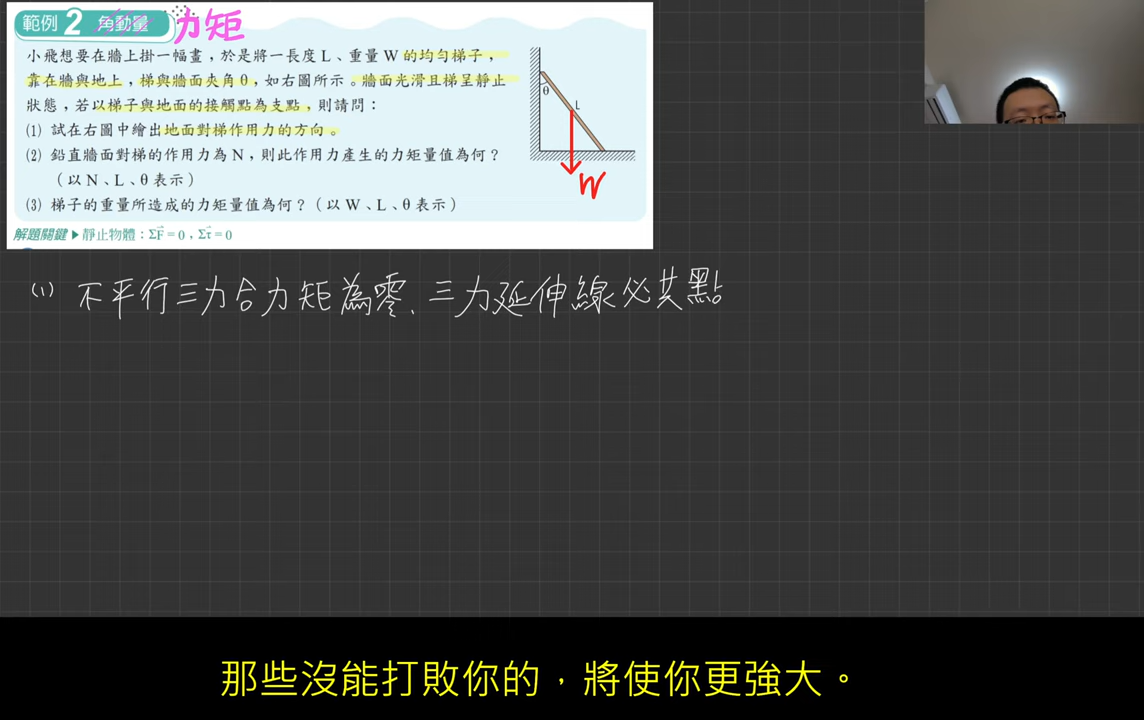 範例 2 角動量 力矩
小飛想要在牆上掛一幅畫，於是將一長度 L、重量 W 的均勻梯子，
靠在牆與地上，梯與牆面夾角 θ，如右圖所示。牆面光滑且梯呈靜止
狀態，若以梯子與地面的接觸點為支點，則請問：
(1) 試在右圖中繪出地面對梯作用力的方向。
(2) 鉛直牆面對梯的作用力為 N，則此作用力產生的力矩量值為何？
（以 N、L、θ 表示）
(3) 梯子的重量所造成的力矩量值為何？（以 W、L、θ 表示）
θ
L
W
解題關鍵▶靜止物體：ΣF⃗ = 0，Στ⃗ = 0
(1) 不平行三力合力矩為零、三力延伸線必共點
那些沒能打敗你的，將使你更強大。